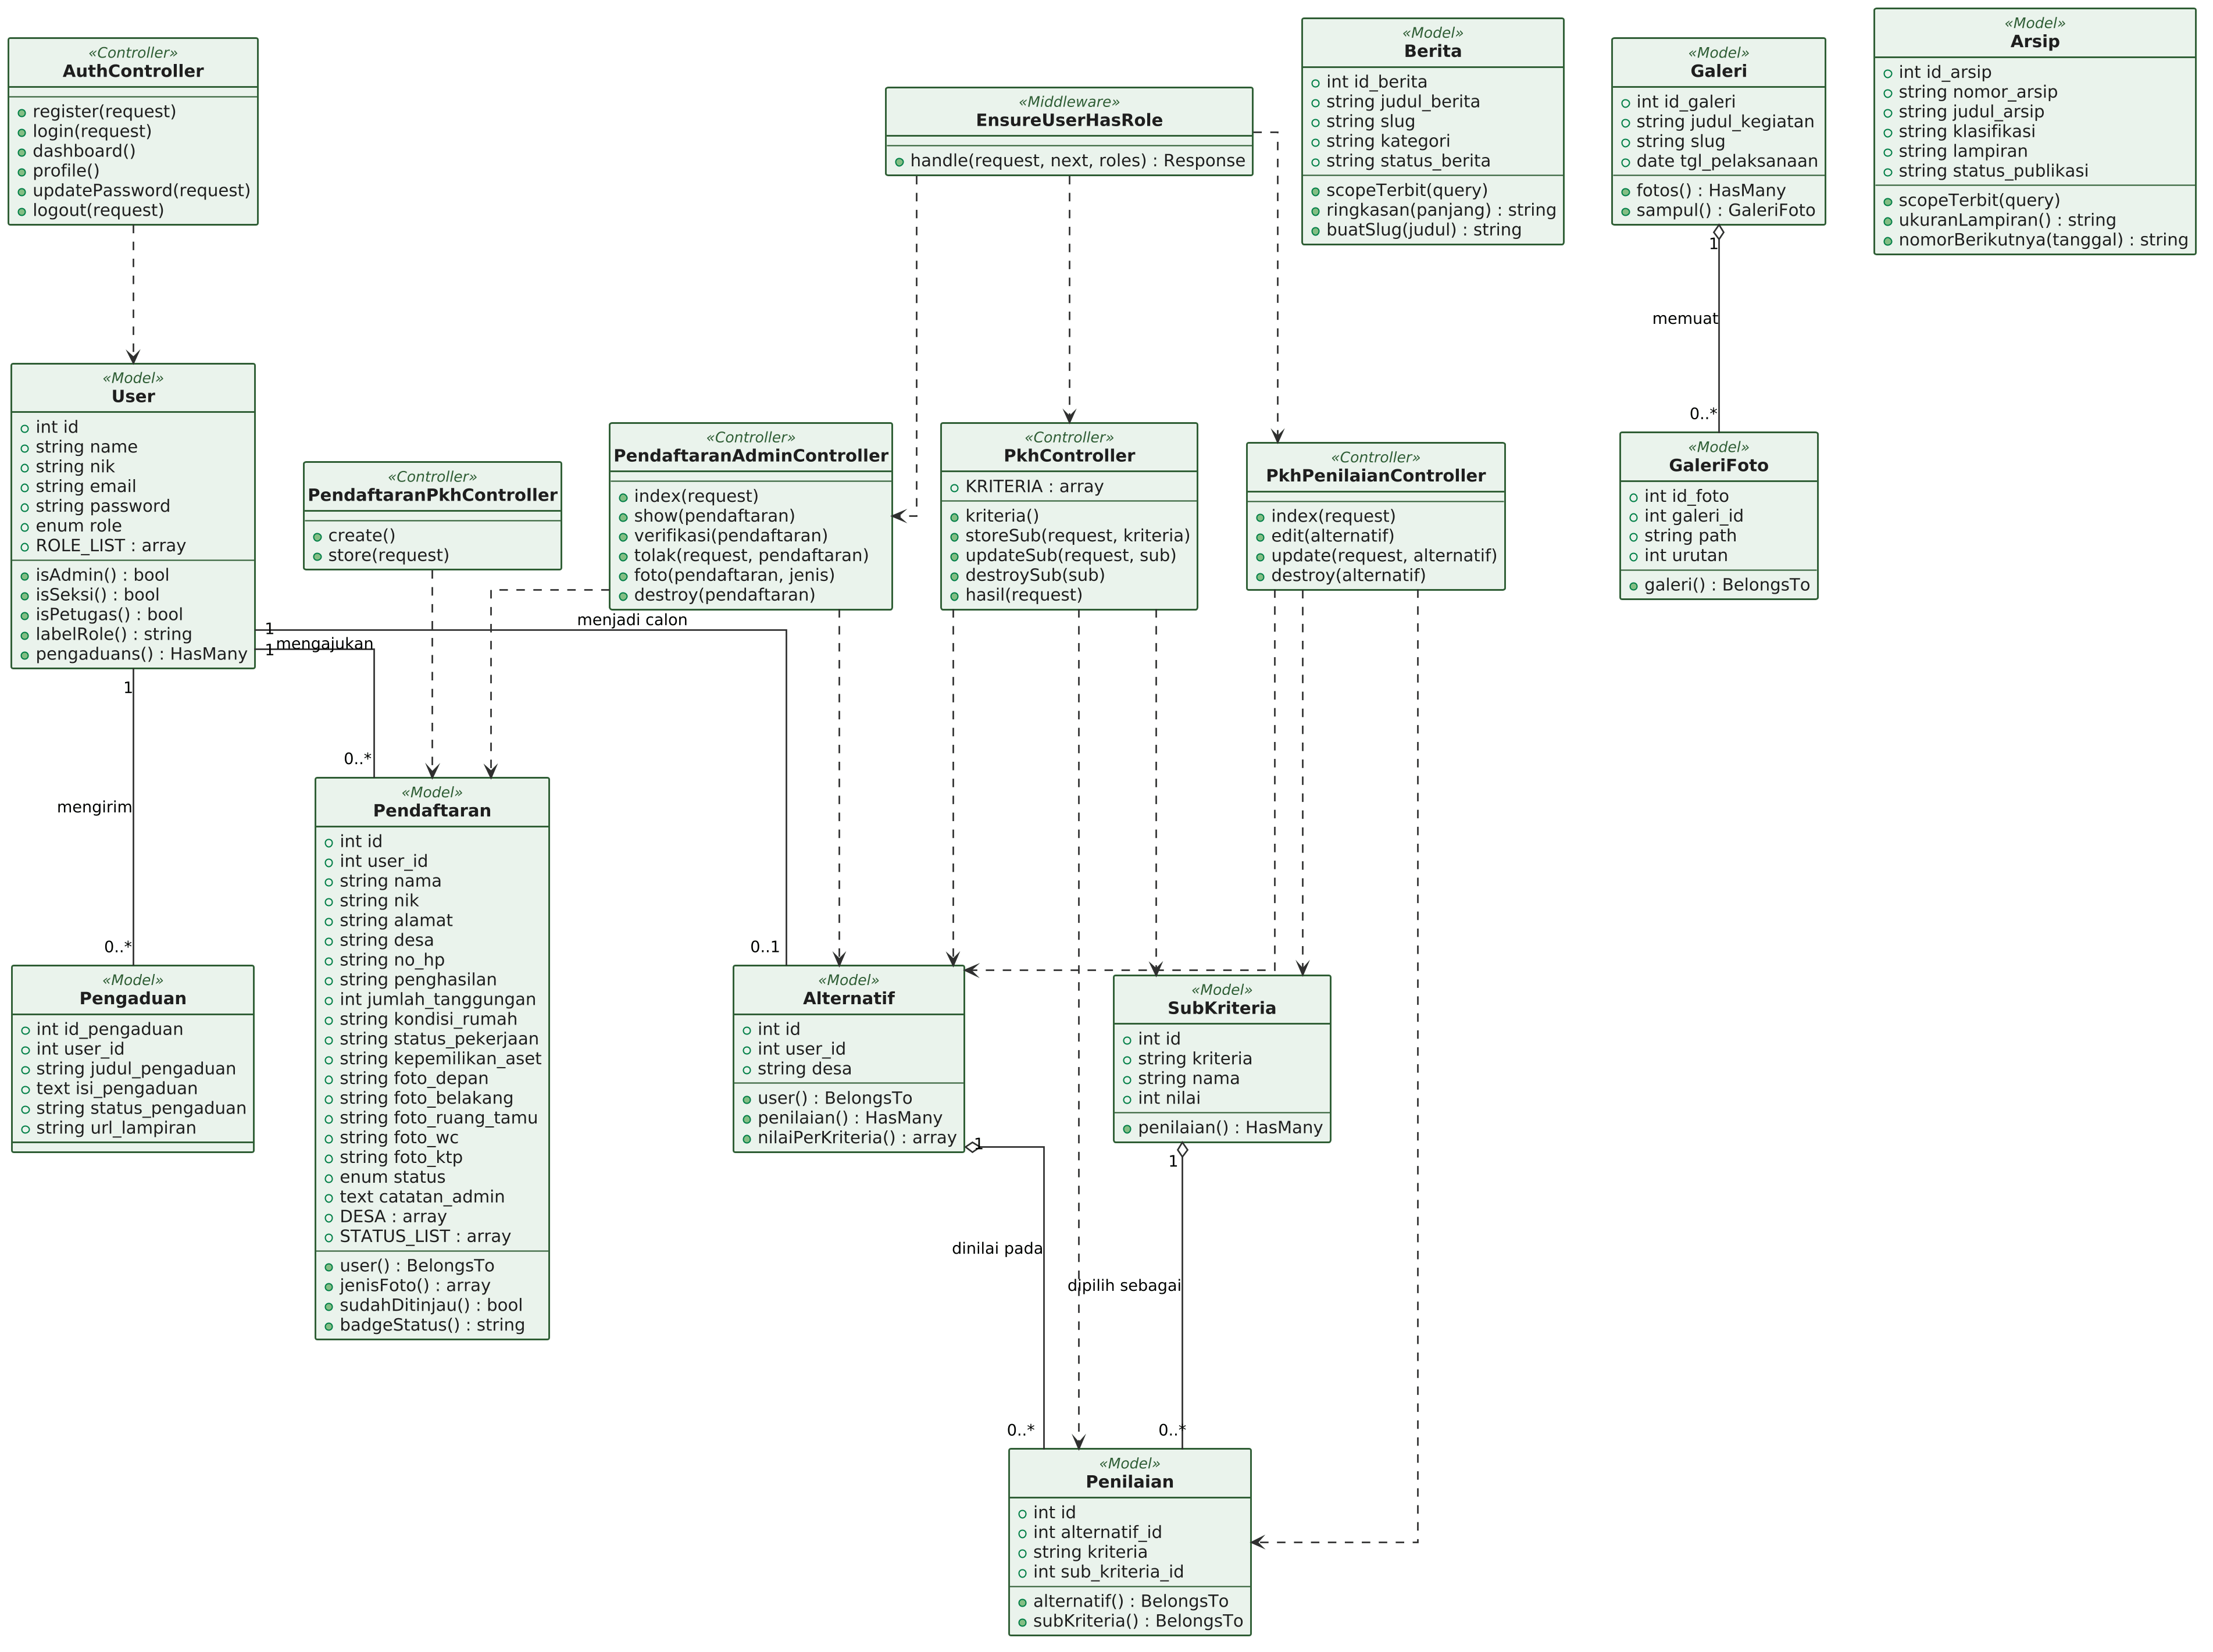 «Controller»
AuthController
register(request)
login(request)
dashboard()
profile()
updatePassword(request)
logout(request)
«Middleware»
EnsureUserHasRole
handle(request, next, roles) : Response
«Model»
Berita
int id_berita
string judul_berita
string slug
string kategori
string status_berita
scopeTerbit(query)
ringkasan(panjang) : string
buatSlug(judul) : string
«Model»
Galeri
int id_galeri
string judul_kegiatan
string slug
date tgl_pelaksanaan
fotos() : HasMany
sampul() : GaleriFoto
«Model»
Arsip
int id_arsip
string nomor_arsip
string judul_arsip
string klasifikasi
string lampiran
string status_publikasi
scopeTerbit(query)
ukuranLampiran() : string
nomorBerikutnya(tanggal) : string
1
memuat
0..*
«Model»
User
int id
string name
string nik
string email
string password
enum role
ROLE_LIST : array
isAdmin() : bool
isSeksi() : bool
isPetugas() : bool
labelRole() : string
pengaduans() : HasMany
«Controller»
PendaftaranPkhController
create()
store(request)
«Controller»
PendaftaranAdminController
index(request)
show(pendaftaran)
verifikasi(pendaftaran)
tolak(request, pendaftaran)
foto(pendaftaran, jenis)
destroy(pendaftaran)
«Controller»
PkhController
KRITERIA : array
kriteria()
storeSub(request, kriteria)
updateSub(request, sub)
destroySub(sub)
hasil(request)
«Controller»
PkhPenilaianController
index(request)
edit(alternatif)
update(request, alternatif)
destroy(alternatif)
«Model»
GaleriFoto
int id_foto
int galeri_id
string path
int urutan
galeri() : BelongsTo
1
menjadi calon
1
mengajukan
1
mengirim
0..*
0..*
0..1
«Model»
Pengaduan
int id_pengaduan
int user_id
string judul_pengaduan
text isi_pengaduan
string status_pengaduan
string url_lampiran
«Model»
Pendaftaran
int id
int user_id
string nama
string nik
string alamat
string desa
string no_hp
string penghasilan
int jumlah_tanggungan
string kondisi_rumah
string status_pekerjaan
string kepemilikan_aset
string foto_depan
string foto_belakang
string foto_ruang_tamu
string foto_wc
string foto_ktp
enum status
text catatan_admin
DESA : array
STATUS_LIST : array
user() : BelongsTo
jenisFoto() : array
sudahDitinjau() : bool
badgeStatus() : string
«Model»
Alternatif
int id
int user_id
string desa
user() : BelongsTo
penilaian() : HasMany
nilaiPerKriteria() : array
«Model»
SubKriteria
int id
string kriteria
string nama
int nilai
penilaian() : HasMany
1
1
dinilai pada
dipilih sebagai
0..*
0..*
«Model»
Penilaian
int id
int alternatif_id
string kriteria
int sub_kriteria_id
alternatif() : BelongsTo
subKriteria() : BelongsTo